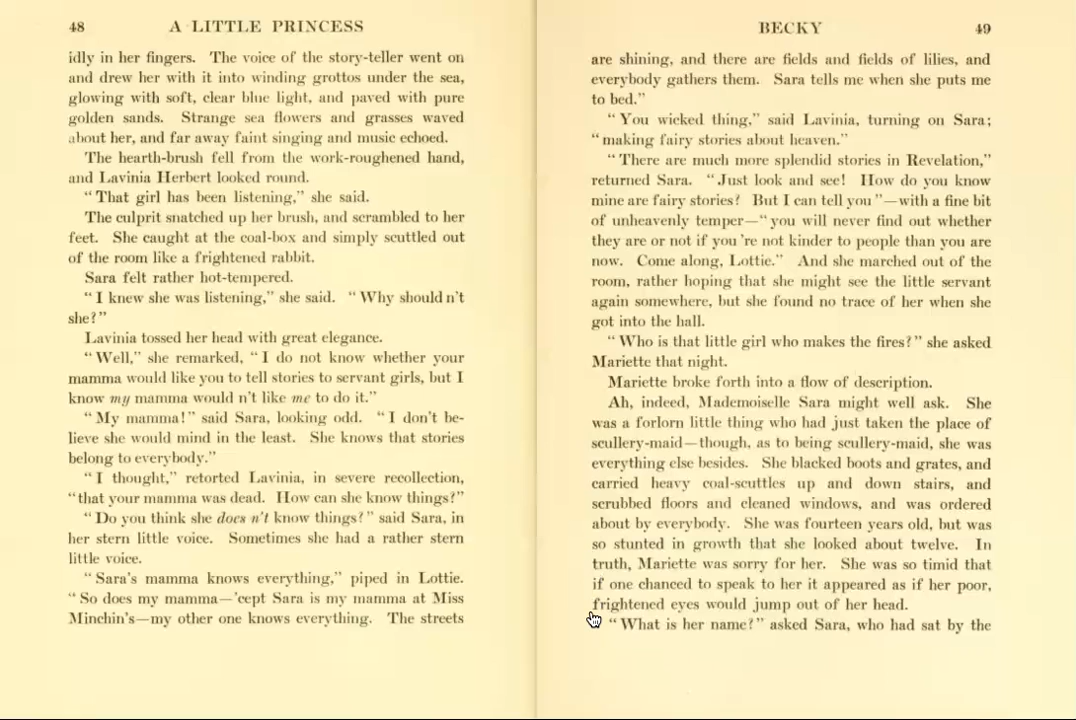 48 A LITTLE PRINCESS
idly in her fingers. The voice of the story-teller went on
and drew her with it into winding grottos under the sea,
glowing with soft, clear blue light, and paved with pure
golden sands. Strange sea flowers and grasses waved
about her, and far away faint singing and music echoed.
The hearth-brush fell from the work-roughened hand,
and Lavinia Herbert looked round.
“That girl has been listening,” she said.
The culprit snatched up her brush, and scrambled to her
feet. She caught at the coal-box and simply scuttled out
of the room like a frightened rabbit.
Sara felt rather hot-tempered.
“I knew she was listening,” she said. “Why should n't
she?”
Lavinia tossed her head with great elegance.
“Well,” she remarked, “I do not know whether your
mamma would like you to tell stories to servant girls, but I
know my mamma would n't like me to do it.”
“My mamma!” said Sara, looking odd. “I don't be-
lieve she would mind in the least. She knows that stories
belong to everybody.”
“I thought,” retorted Lavinia, in severe recollection,
“that your mamma was dead. How can she know things?”
“Do you think she does n't know things?” said Sara, in
her stern little voice. Sometimes she had a rather stern
little voice.
“Sara's mamma knows everything,” piped in Lottie.
“So does my mamma—'cept Sara is my mamma at Miss
Minchin's—my other one knows everything. The streets
BECKY 49
are shining, and there are fields and fields of lilies, and
everybody gathers them. Sara tells me when she puts me
to bed.”
“You wicked thing,” said Lavinia, turning on Sara;
“making fairy stories about heaven.”
“There are much more splendid stories in Revelation,”
returned Sara. “Just look and see! How do you know
mine are fairy stories? But I can tell you”—with a fine bit
of unheavenly temper—“you will never find out whether
they are or not if you 're not kinder to people than you are
now. Come along, Lottie.” And she marched out of the
room, rather hoping that she might see the little servant
again somewhere, but she found no trace of her when she
got into the hall.
“Who is that little girl who makes the fires?” she asked
Mariette that night.
Mariette broke forth into a flow of description.
Ah, indeed, Mademoiselle Sara might well ask. She
was a forlorn little thing who had just taken the place of
scullery-maid—though, as to being scullery-maid, she was
everything else besides. She blacked boots and grates, and
carried heavy coal-scuttles up and down stairs, and
scrubbed floors and cleaned windows, and was ordered
about by everybody. She was fourteen years old, but was
so stunted in growth that she looked about twelve. In
truth, Mariette was sorry for her. She was so timid that
if one chanced to speak to her it appeared as if her poor,
frightened eyes would jump out of her head.
“What is her name?” asked Sara, who had sat by the